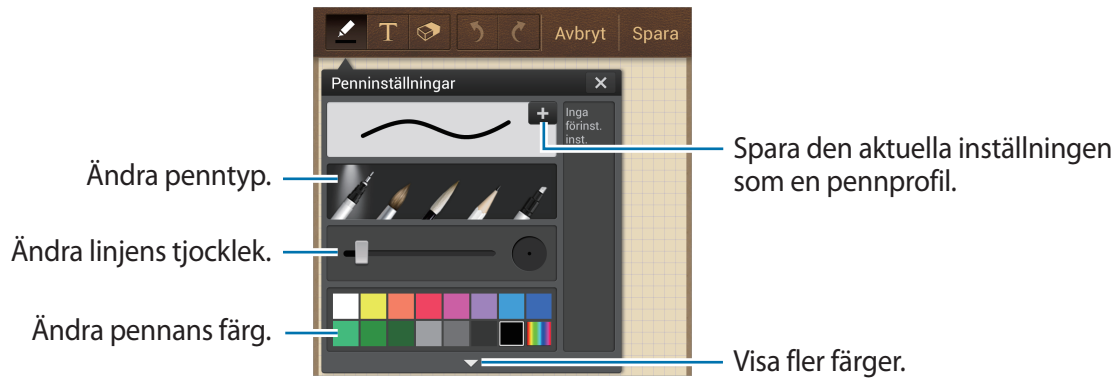 T
Avbryt
Spara
Penninställningar
Inga
förinst.
inst.
Spara den aktuella inställningen
som en pennprofil.
Ändra penntyp.
Ändra linjens tjocklek.
Ändra pennans färg.
Visa fler färger.